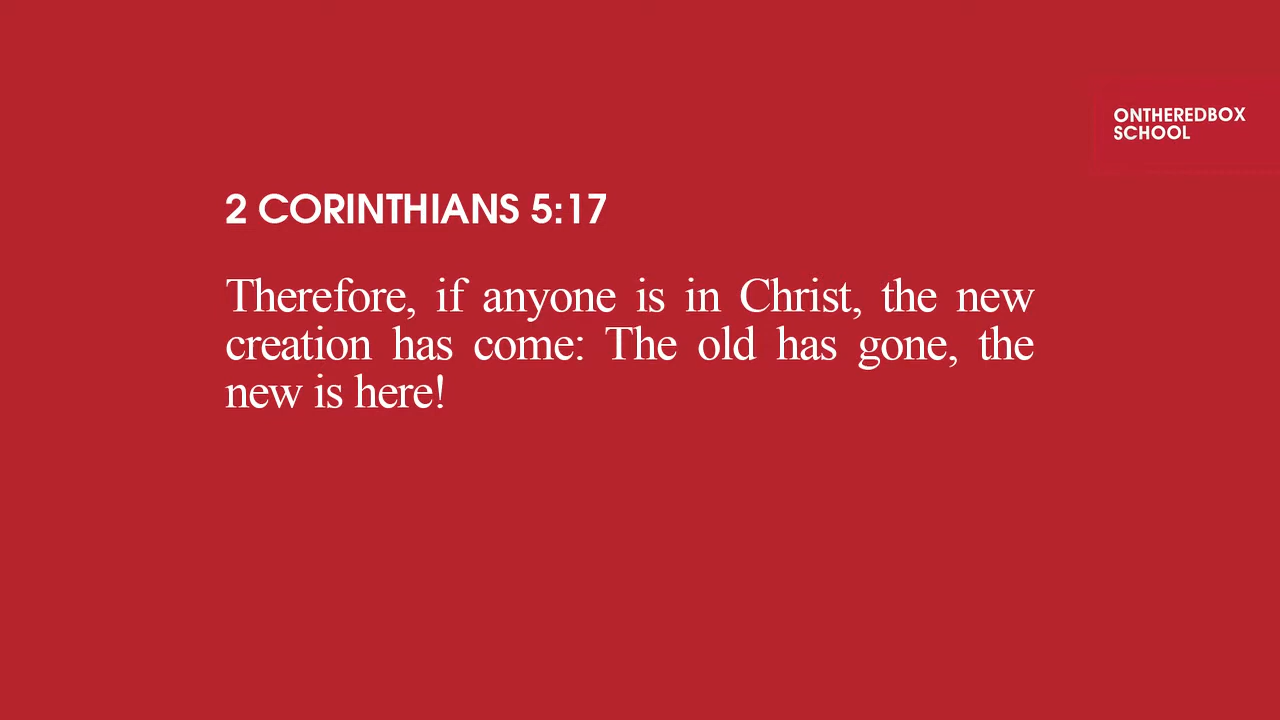 ONTHEREDBOX
SCHOOL
2 CORINTHIANS 5:17
Therefore, if anyone is in Christ, the new
creation has come: The old has gone, the
new is here!